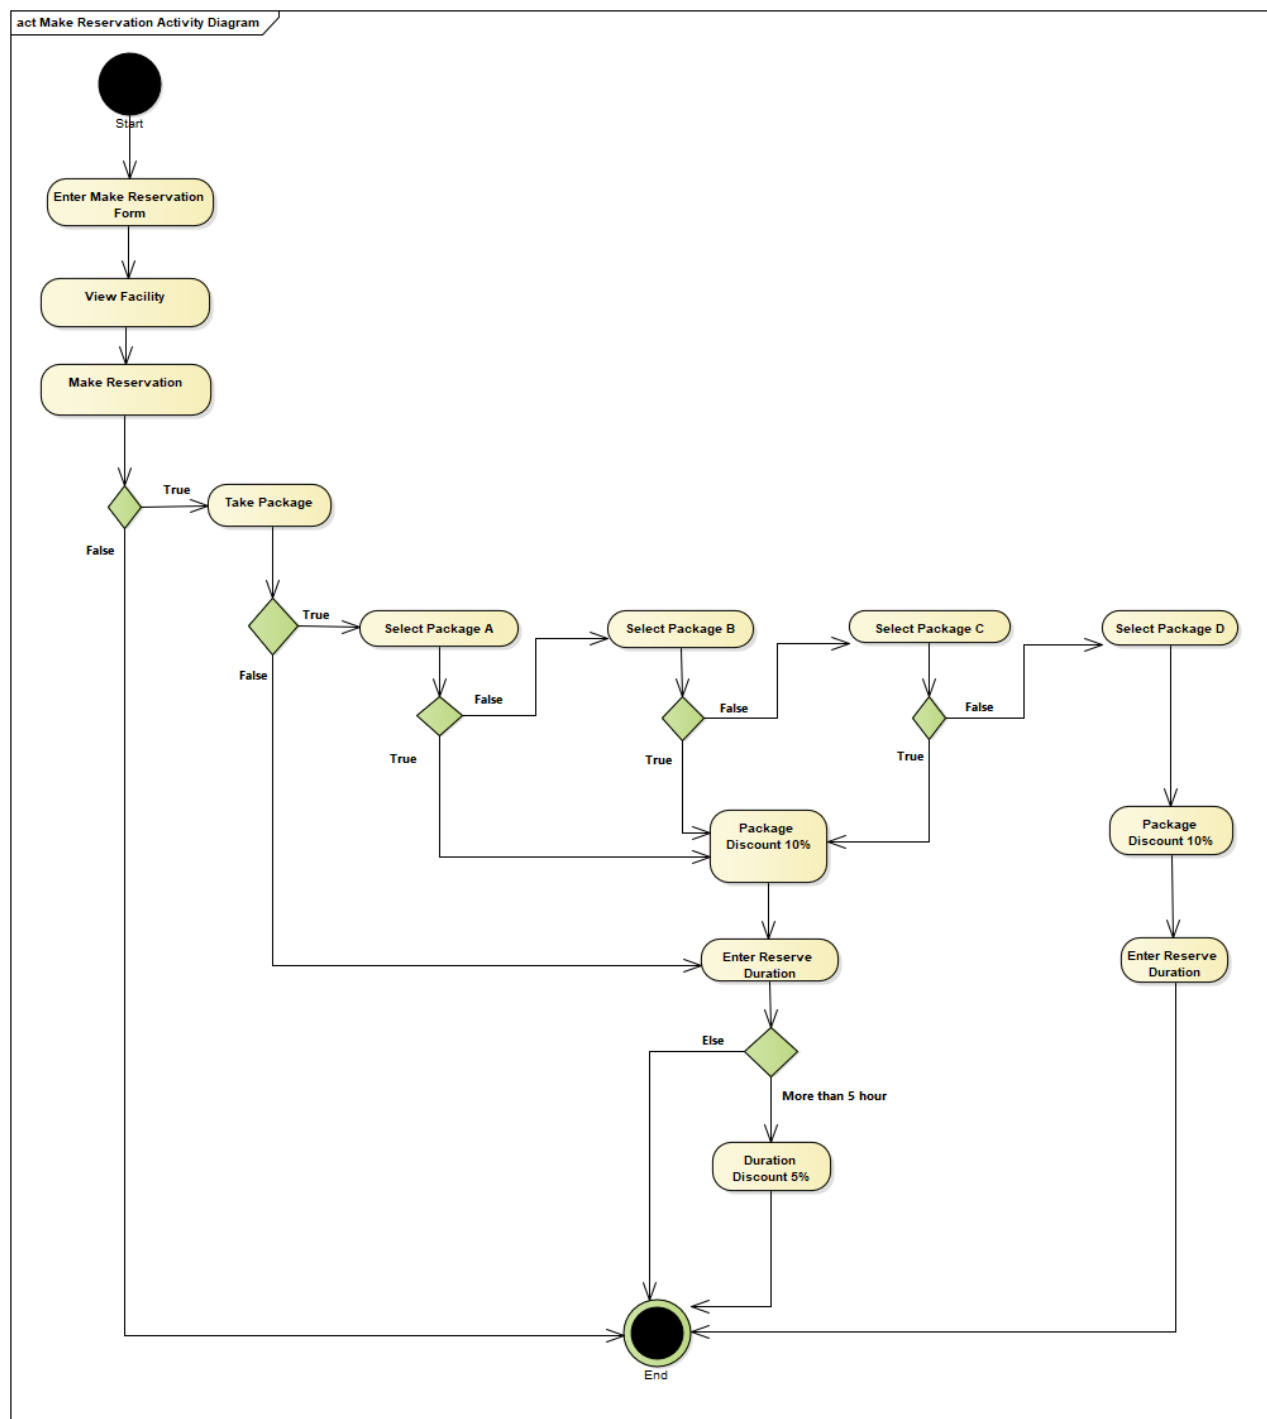 act Make Reservation Activity Diagram
Start
Enter Make Reservation
Form
View Facility
Make Reservation
True
Take Package
False
True
Select Package A
Select Package B
Select Package C
Select Package D
False
False
False
False
True
True
True
Package
Discount 10%
Package
Discount 10%
Enter Reserve
Duration
Enter Reserve
Duration
Else
More than 5 hour
Duration
Discount 5%
End